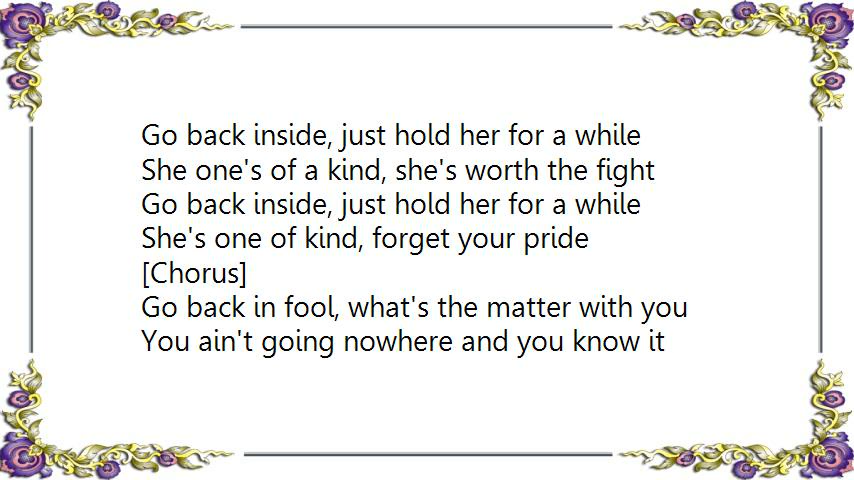 Go back inside, just hold her for a while
She one's of a kind, she's worth the fight
Go back inside, just hold her for a while
She's one of kind, forget your pride
[Chorus]
Go back in fool, what's the matter with you
You ain't going nowhere and you know it